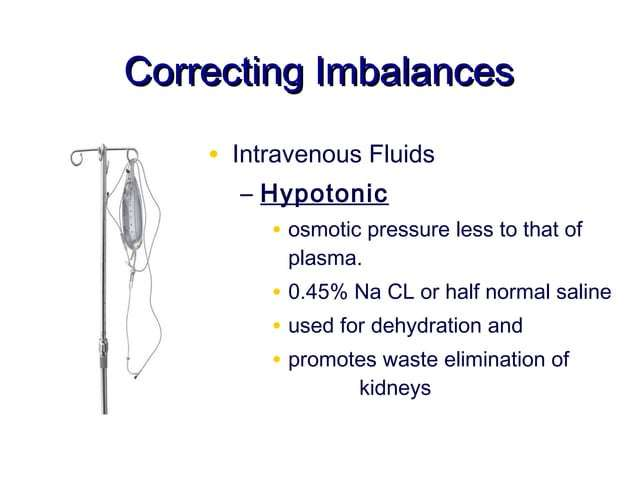 Correcting Imbalances
• Intravenous Fluids
– Hypotonic
• osmotic pressure less to that of
plasma.
• 0.45% Na CL or half normal saline
• used for dehydration and
• promotes waste elimination of
kidneys